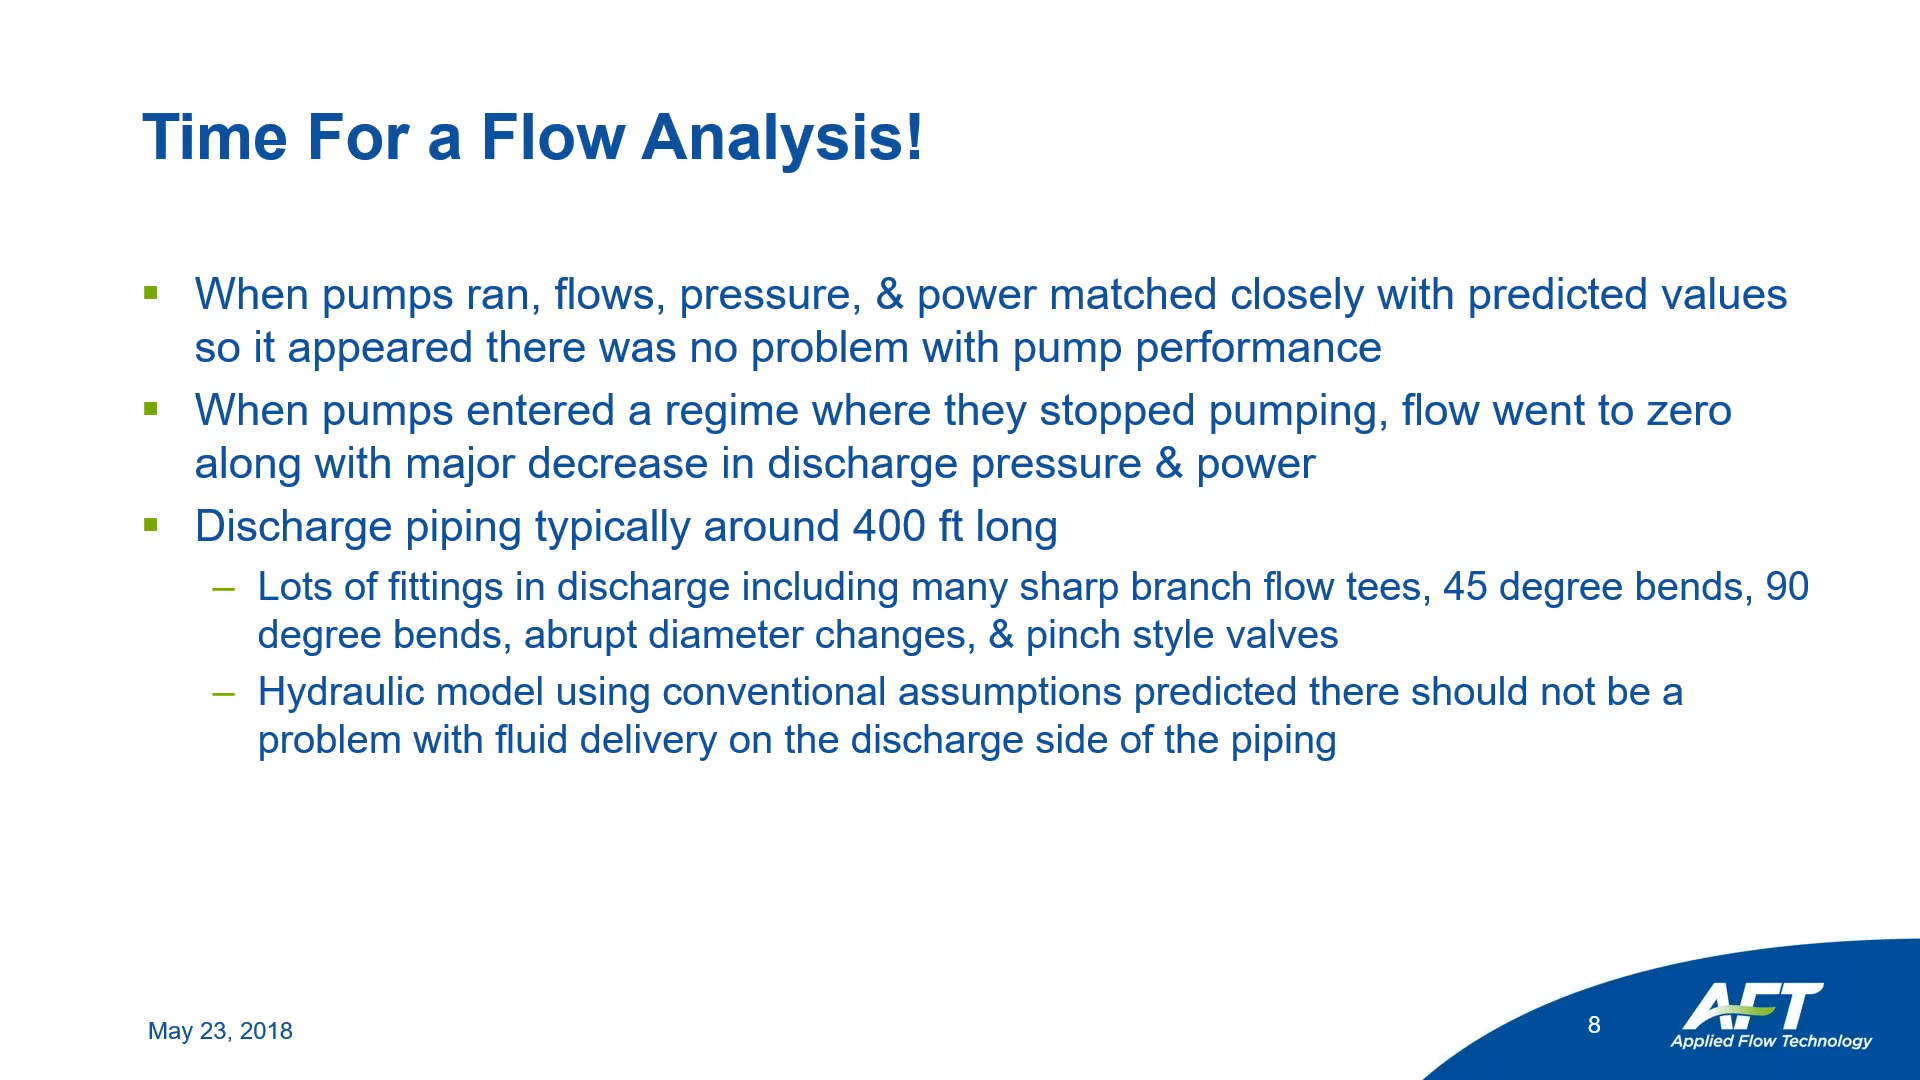 Time For a Flow Analysis!
▪ When pumps ran, flows, pressure, & power matched closely with predicted values
so it appeared there was no problem with pump performance
▪ When pumps entered a regime where they stopped pumping, flow went to zero
along with major decrease in discharge pressure & power
▪ Discharge piping typically around 400 ft long
– Lots of fittings in discharge including many sharp branch flow tees, 45 degree bends, 90
degree bends, abrupt diameter changes, & pinch style valves
– Hydraulic model using conventional assumptions predicted there should not be a
problem with fluid delivery on the discharge side of the piping
May 23, 2018
8
AFT
Applied Flow Technology